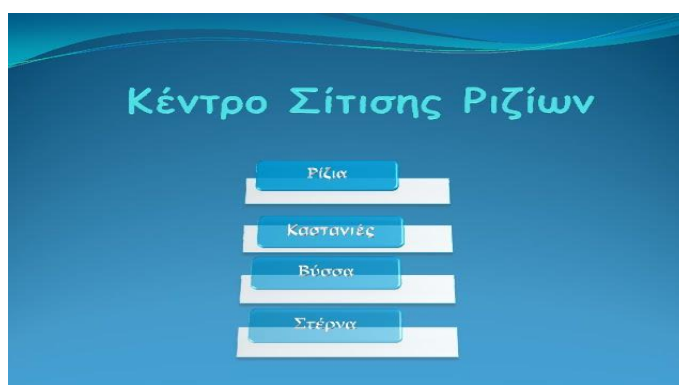 Κέντρο Σίτισης Ριζίων
Ρίζια
Καστανιές
Βύσσα
Στέρνα